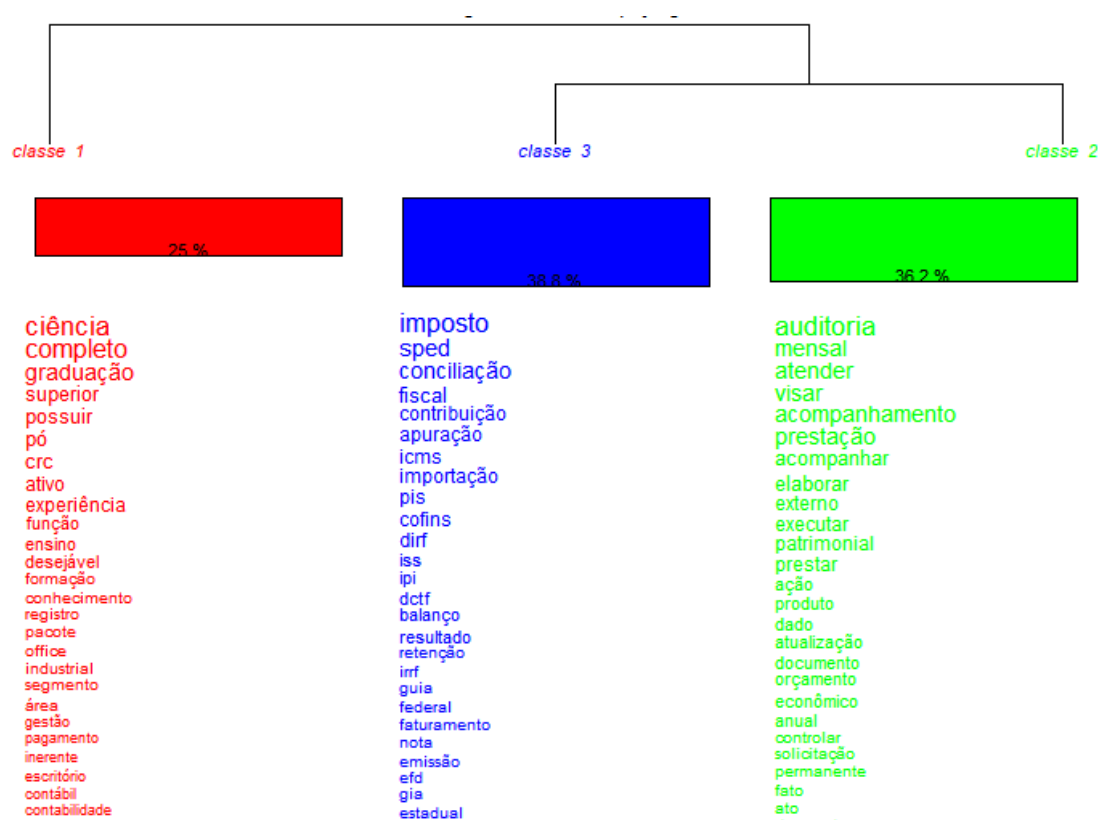 classe 1
classe 3
classe 2
25 %
38.8 %
36.2 %
ciência
completo
graduação
superior
possuir
pó
crc
ativo
experiência
função
ensino
desejável
formação
conhecimento
registro
pacote
office
industrial
segmento
área
gestão
pagamento
inerente
escritório
contábil
contabilidade
imposto
sped
conciliação
fiscal
contribuição
apuração
icms
importação
pis
cofins
dirf
iss
ipi
dctf
balanço
resultado
retenção
irrf
guia
federal
faturamento
nota
emissão
efd
gia
estadual
auditoria
mensal
atender
visar
acompanhamento
prestação
acompanhar
elaborar
externo
executar
patrimonial
prestar
ação
produto
dado
atualização
documento
orçamento
econômico
anual
controlar
solicitação
permanente
fato
ato